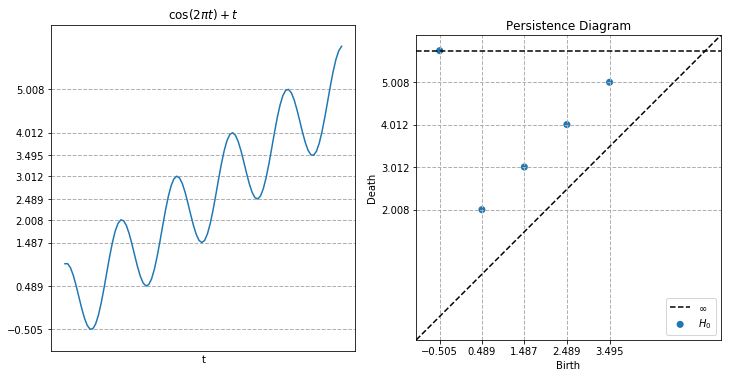 cos(2πt) + t
5.008
4.012
3.495
3.012
2.489
2.008
1.487
0.489
−0.505
t
Persistence Diagram
Death
5.008
4.012
3.012
2.008
∞
H₀
−0.505 0.489 1.487 2.489 3.495
Birth